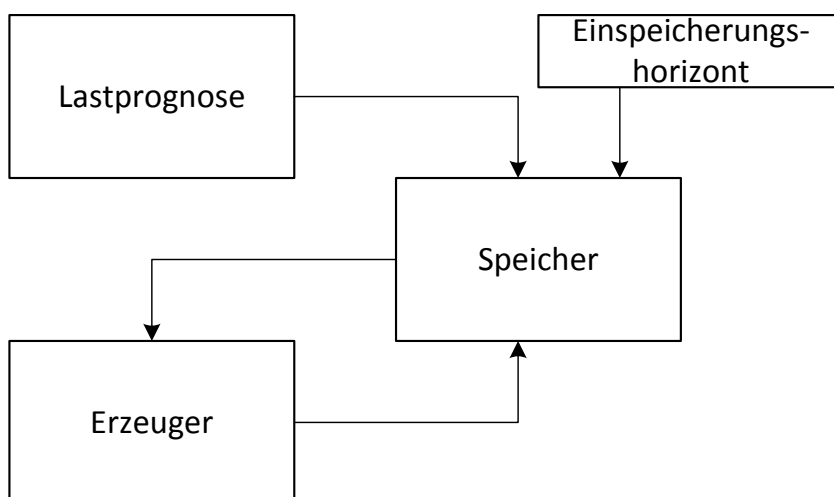 Einspeicherungs-
horizont
Lastprognose
Speicher
Erzeuger